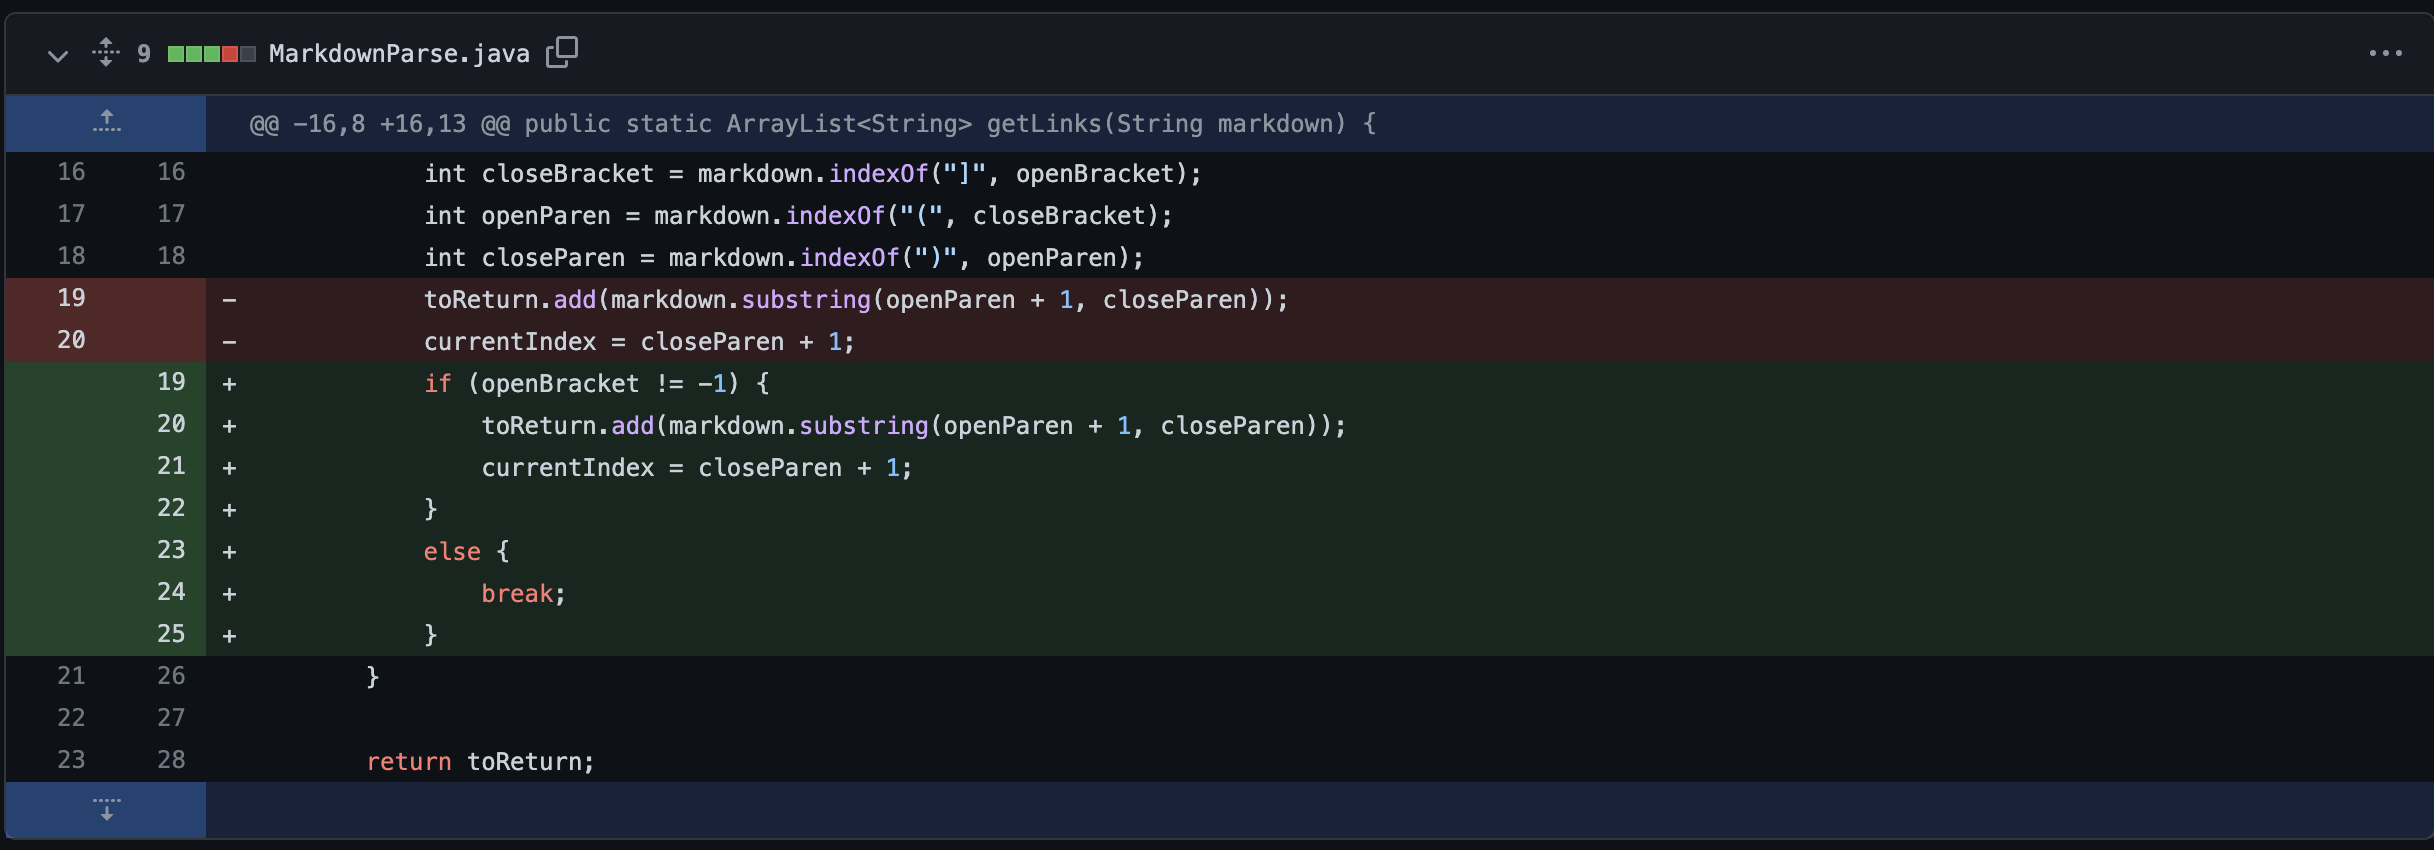 9 MarkdownParse.java
@@ -16,8 +16,13 @@ public static ArrayList<String> getLinks(String markdown) {
16 16 int closeBracket = markdown.indexOf("]", openBracket);
17 17 int openParen = markdown.indexOf("(", closeBracket);
18 18 int closeParen = markdown.indexOf(")", openParen);
19 - toReturn.add(markdown.substring(openParen + 1, closeParen));
20 - currentIndex = closeParen + 1;
19 + if (openBracket != -1) {
20 + toReturn.add(markdown.substring(openParen + 1, closeParen));
21 + currentIndex = closeParen + 1;
22 + }
23 + else {
24 + break;
25 + }
21 26 }
22 27
23 28 return toReturn;